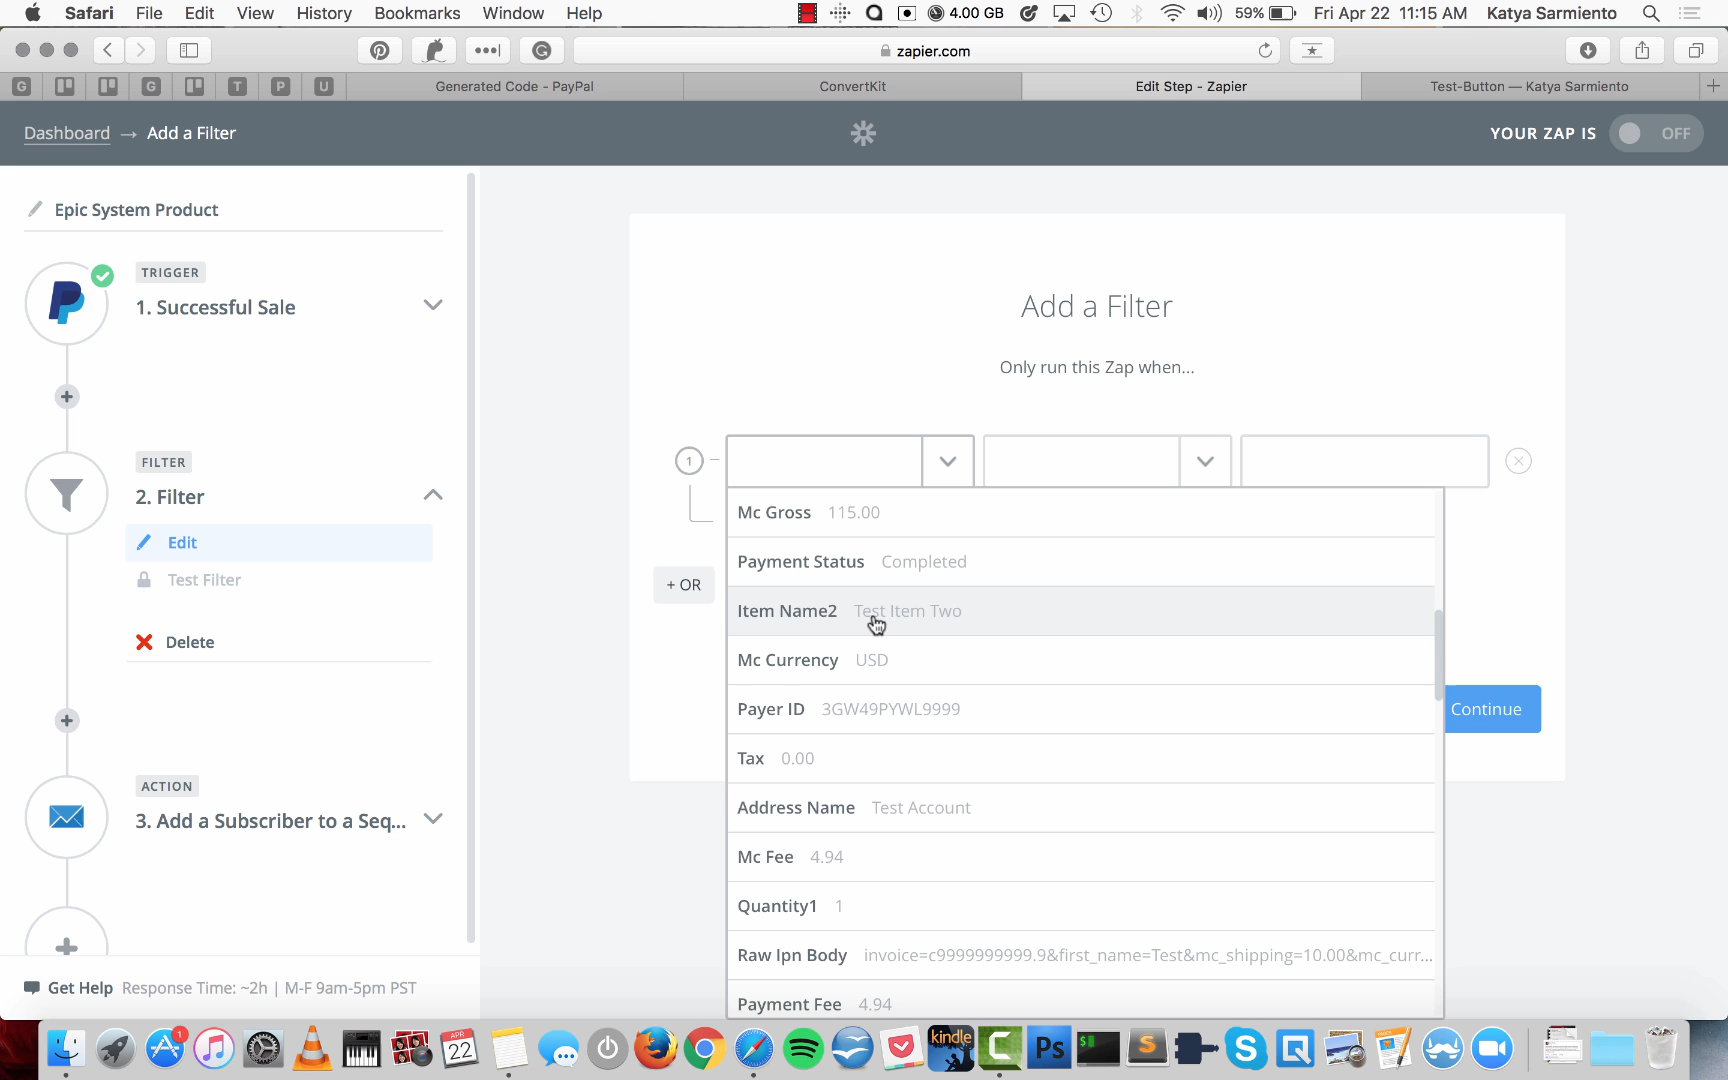 Safari File Edit View History Bookmarks Window Help 4.00 GB 59% Fri Apr 22 11:15 AM Katya Sarmiento
zapier.com
G G T P U Generated Code - PayPal ConvertKit Edit Step - Zapier Test-Button — Katya Sarmiento
Dashboard → Add a Filter YOUR ZAP IS OFF
Epic System Product
TRIGGER
1. Successful Sale
FILTER
2. Filter
Edit
Test Filter
Delete
ACTION
3. Add a Subscriber to a Seq...
Get Help Response Time: ~2h | M-F 9am-5pm PST
Add a Filter
Only run this Zap when...
1
+ OR
Mc Gross 115.00
Payment Status Completed
Item Name2 Test Item Two
Mc Currency USD
Payer ID 3GW49PYWL9999
Tax 0.00
Address Name Test Account
Mc Fee 4.94
Quantity1 1
Raw Ipn Body invoice=c9999999999.9&first_name=Test&mc_shipping=10.00&mc_curr...
Payment Fee 4.94
Continue
1 APR 22 kindle Ps $ S S Q